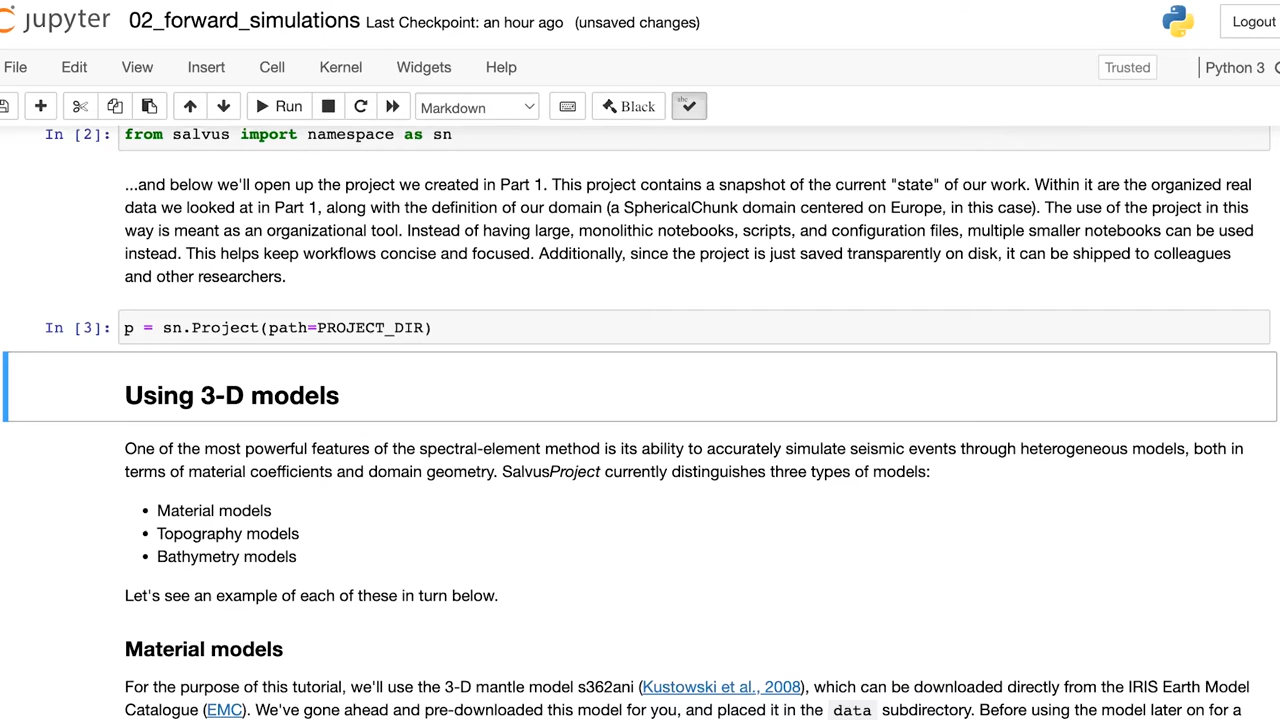 jupyter 02_forward_simulations Last Checkpoint: an hour ago (unsaved changes) Logout
File Edit View Insert Cell Kernel Widgets Help Trusted Python 3
Run Markdown Black abc
In [2]: from salvus import namespace as sn
...and below we'll open up the project we created in Part 1. This project contains a snapshot of the current "state" of our work. Within it are the organized real
data we looked at in Part 1, along with the definition of our domain (a SphericalChunk domain centered on Europe, in this case). The use of the project in this
way is meant as an organizational tool. Instead of having large, monolithic notebooks, scripts, and configuration files, multiple smaller notebooks can be used
instead. This helps keep workflows concise and focused. Additionally, since the project is just saved transparently on disk, it can be shipped to colleagues
and other researchers.
In [3]: p = sn.Project(path=PROJECT_DIR)
Using 3-D models
One of the most powerful features of the spectral-element method is its ability to accurately simulate seismic events through heterogeneous models, both in
terms of material coefficients and domain geometry. SalvusProject currently distinguishes three types of models:
• Material models
• Topography models
• Bathymetry models
Let's see an example of each of these in turn below.
Material models
For the purpose of this tutorial, we'll use the 3-D mantle model s362ani (Kustowski et al., 2008), which can be downloaded directly from the IRIS Earth Model
Catalogue (EMC). We've gone ahead and pre-downloaded this model for you, and placed it in the data subdirectory. Before using the model later on for a